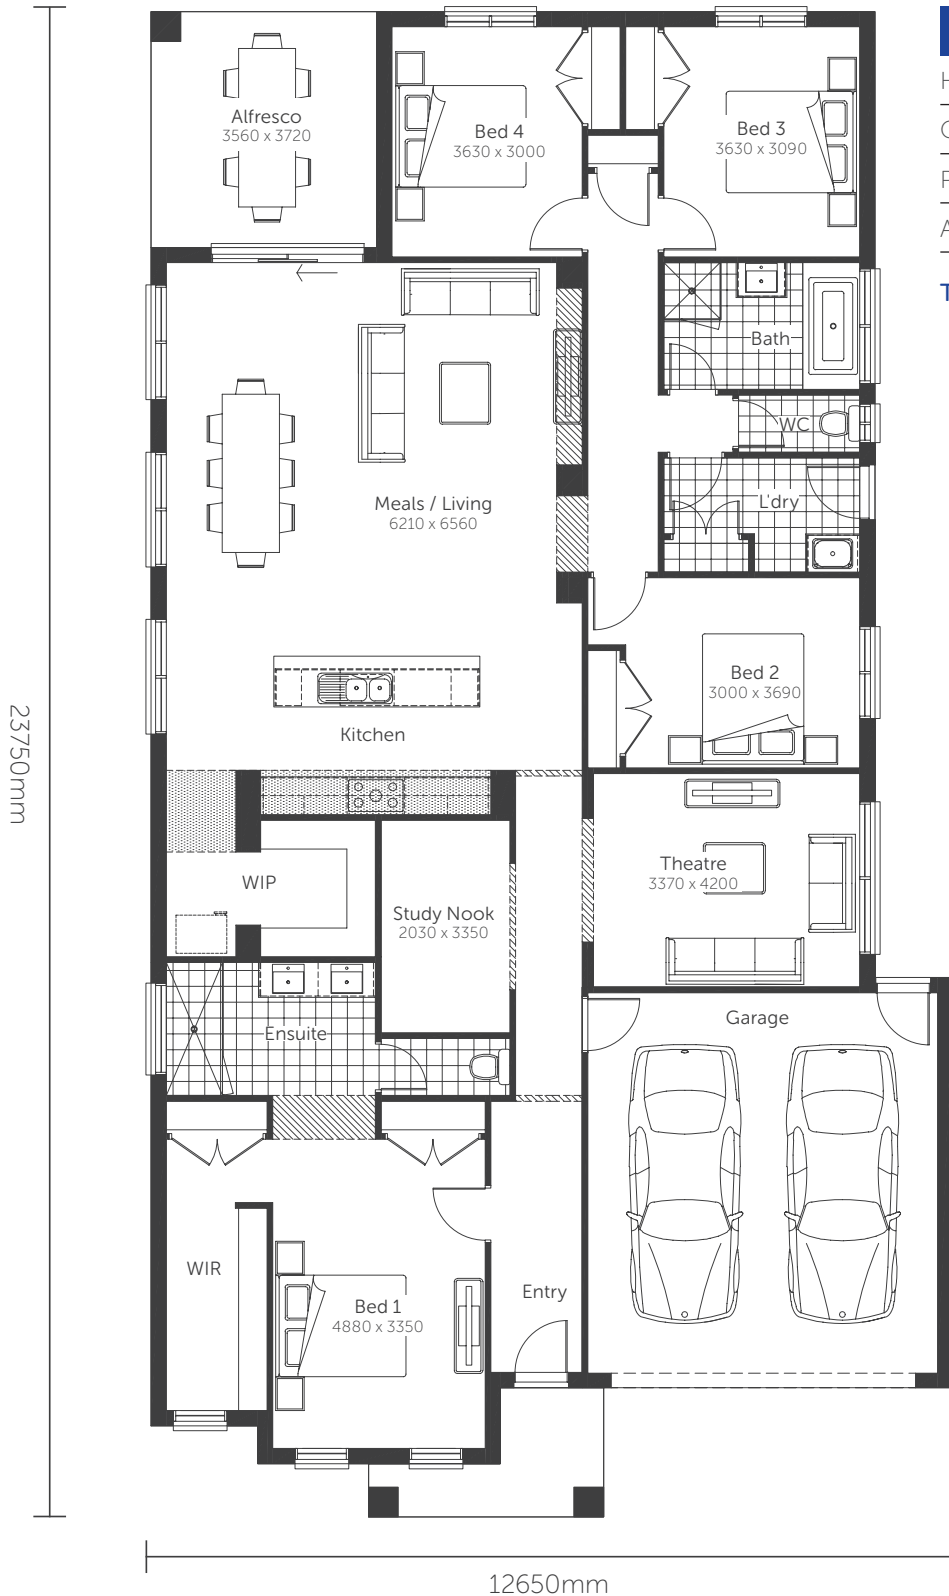 Alfresco
3560 x 3720
Bed 4
3630 x 3000
Bed 3
3630 x 3090
Bath
WC
Meals / Living
6210 x 6560
L'dry
Bed 2
3000 x 3690
Kitchen
23750mm
Theatre
3370 x 4200
WIP
Study Nook
2030 x 3350
Ensuite
Garage
WIR
Entry
Bed 1
4880 x 3350
12650mm